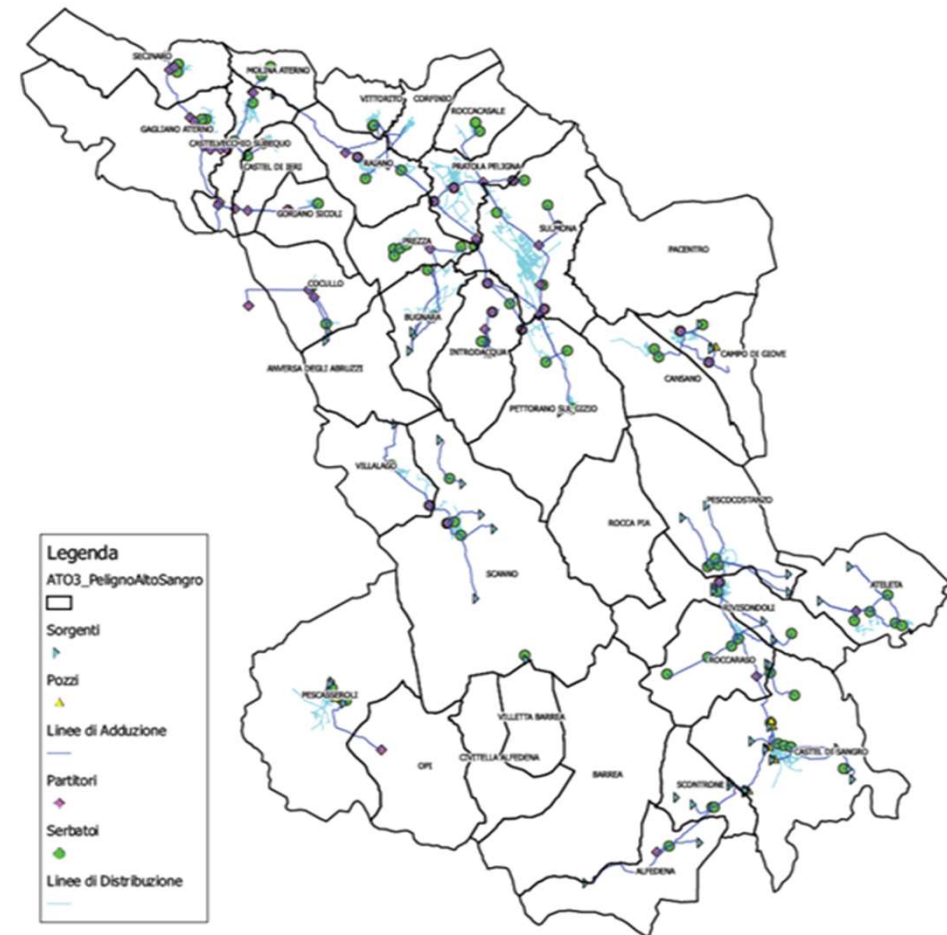 SECINARO
MOLINA ATERNO
VITTORITO
CORFINIO
ROCCACASALE
GAGLIANO ATERNO
CASTELVECCHIO SUBEQUO
CASTEL DI IERI
RAIANO
PRATOLA PELIGNA
GORIANO SICOLI
SULMONA
PREZZA
PACENTRO
COCULLO
BUGNARA
INTRODACQUA
CAMPO DI GIOVE
ANVERSA DEGLI ABRUZZI
CANSANO
PETTORANO SUL GIZIO
VILLALAGO
PESCOCOSTANZO
ROCCA PIA
SCANNO
ATELETA
RIVISONDOLI
ROCCARASO
PESCASSEROLI
VILLETTA BARREA
OPI
CIVITELLA ALFEDENA
BARREA
CASTEL DI SANGRO
SCONTRONE
ALFEDENA
Legenda
ATO3_PelignoAltoSangro
Sorgenti
Pozzi
Linee di Adduzione
Partitori
Serbatoi
Linee di Distribuzione